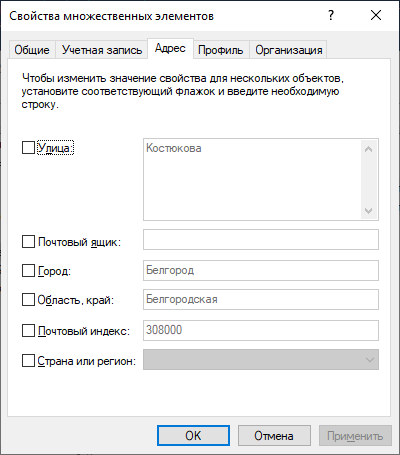 Свойства множественных элементов
Общие Учетная запись Адрес Профиль Организация
Чтобы изменить значение свойства для нескольких объектов,
установите соответствующий флажок и введите необходимую
строку.
Улица: Костюкова
Почтовый ящик:
Город: Белгород
Область, край: Белгородская
Почтовый индекс: 308000
Страна или регион:
OK Отмена Применить